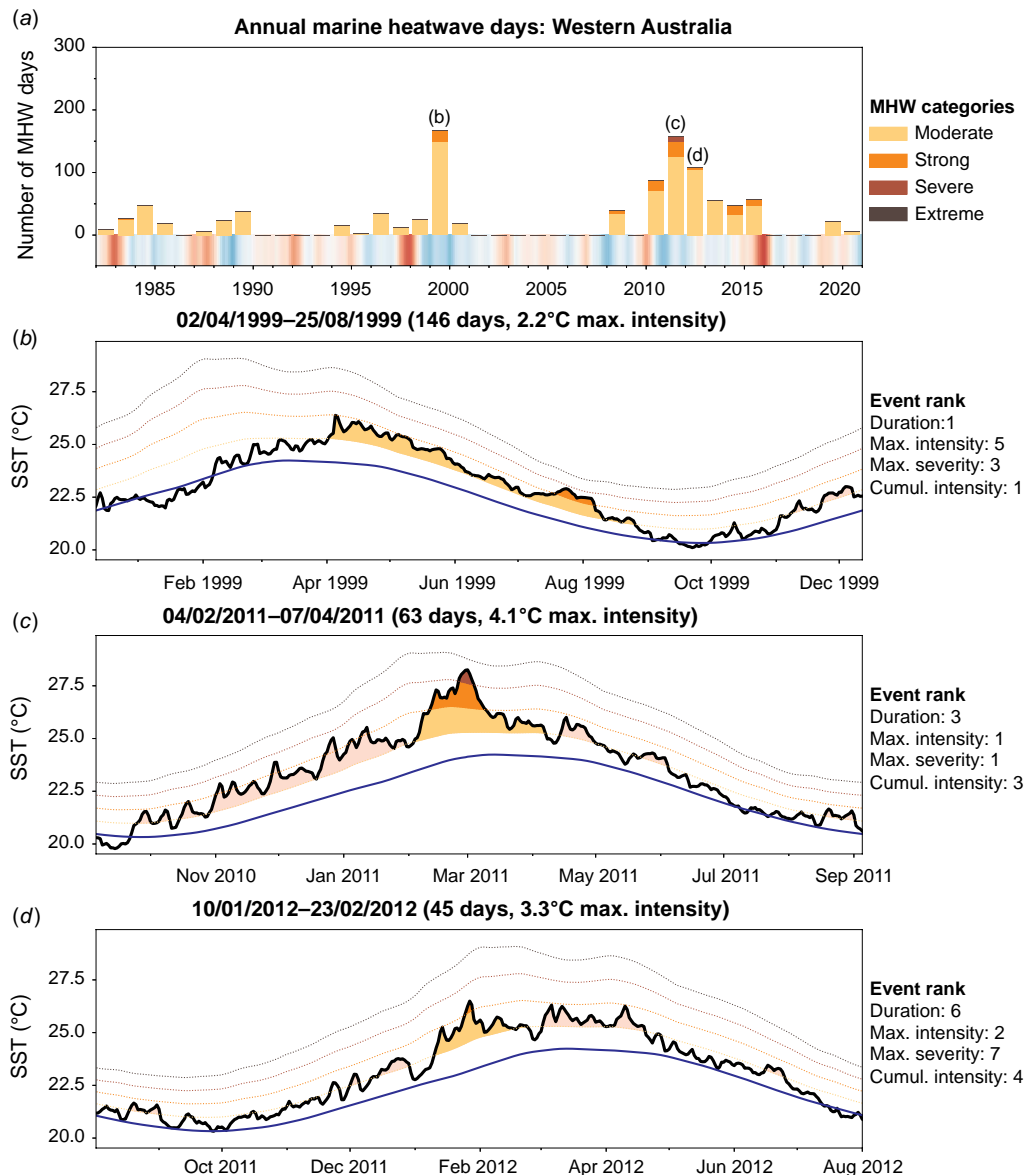 (a)
Annual marine heatwave days: Western Australia
Number of MHW days
300
200
100
0
(b)
(c)
(d)
1985 1990 1995 2000 2005 2010 2015 2020
MHW categories
Moderate
Strong
Severe
Extreme
(b)
02/04/1999–25/08/1999 (146 days, 2.2°C max. intensity)
SST (°C)
27.5
25.0
22.5
20.0
Feb 1999 Apr 1999 Jun 1999 Aug 1999 Oct 1999 Dec 1999
Event rank
Duration:1
Max. intensity: 5
Max. severity: 3
Cumul. intensity: 1
(c)
04/02/2011–07/04/2011 (63 days, 4.1°C max. intensity)
SST (°C)
27.5
25.0
22.5
20.0
Nov 2010 Jan 2011 Mar 2011 May 2011 Jul 2011 Sep 2011
Event rank
Duration: 3
Max. intensity: 1
Max. severity: 1
Cumul. intensity: 3
(d)
10/01/2012–23/02/2012 (45 days, 3.3°C max. intensity)
SST (°C)
27.5
25.0
22.5
20.0
Oct 2011 Dec 2011 Feb 2012 Apr 2012 Jun 2012 Aug 2012
Event rank
Duration: 6
Max. intensity: 2
Max. severity: 7
Cumul. intensity: 4